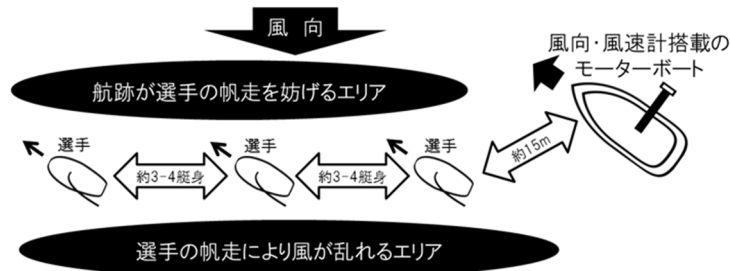 風 向
風向・風速計搭載の
モーターボート
航跡が選手の帆走を妨げるエリア
選手
選手
選手
約3-4艇身
約3-4艇身
約15m
選手の帆走により風が乱れるエリア